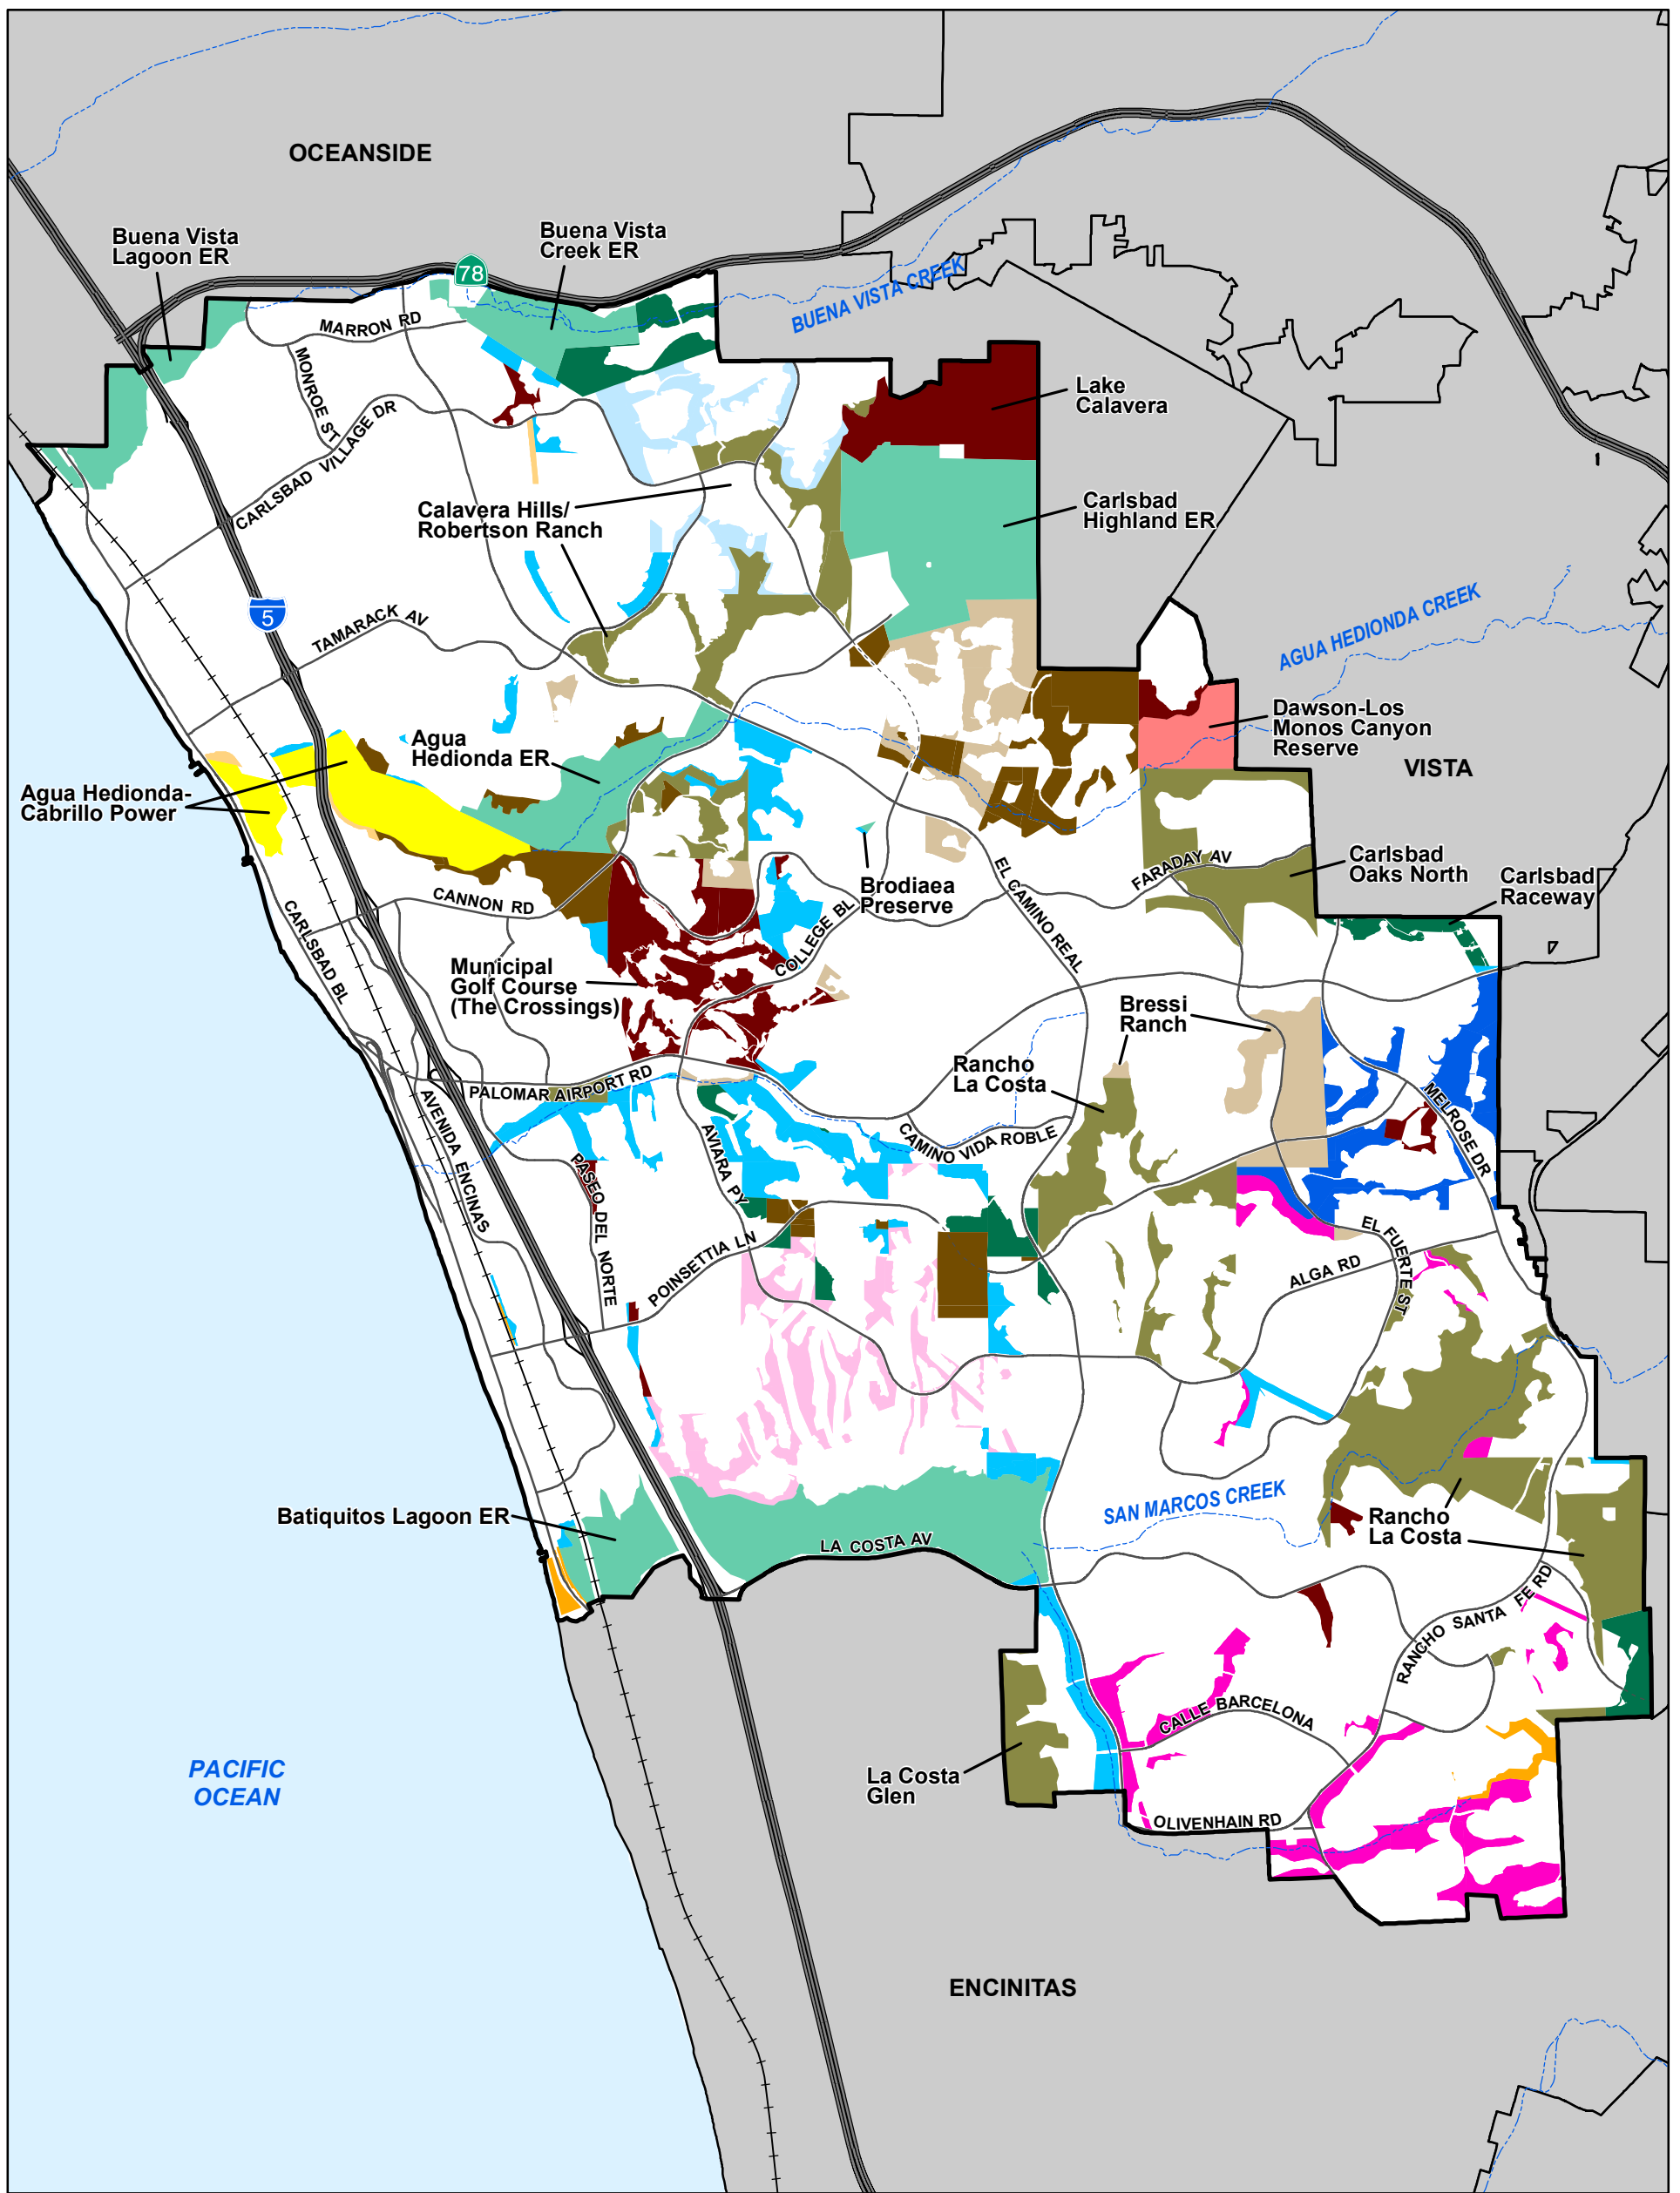 OCEANSIDE
Buena Vista
Lagoon ER
Buena Vista
Creek ER
78
BUENA VISTA CREEK
MARRON RD
MONROE ST
CARLSBAD VILLAGE DR
Lake
Calavera
Calavera Hills/
Robertson Ranch
Carlsbad
Highland ER
5
TAMARACK AV
AGUA HEDIONDA CREEK
Agua
Hedionda ER
Dawson-Los
Monos Canyon
Reserve
VISTA
Agua Hedionda-
Cabrillo Power
Brodiaea
Preserve
EL CAMINO REAL
FARADAY AV
Carlsbad
Oaks North
Carlsbad
Raceway
CANNON RD
CARLSBAD BL
COLLEGE BL
Municipal
Golf Course
(The Crossings)
Bressi
Ranch
Rancho
La Costa
PALOMAR AIRPORT RD
AVENIDA ENCINAS
AVIARA PY
CAMINO VIDA ROBLE
MELROSE DR
PASEO DEL NORTE
POINSETTIA LN
EL FUERTE ST
ALGA RD
Batiquitos Lagoon ER
LA COSTA AV
SAN MARCOS CREEK
Rancho
La Costa
RANCHO SANTA FE RD
CALLE BARCELONA
La Costa
Glen
OLIVENHAIN RD
PACIFIC
OCEAN
ENCINITAS